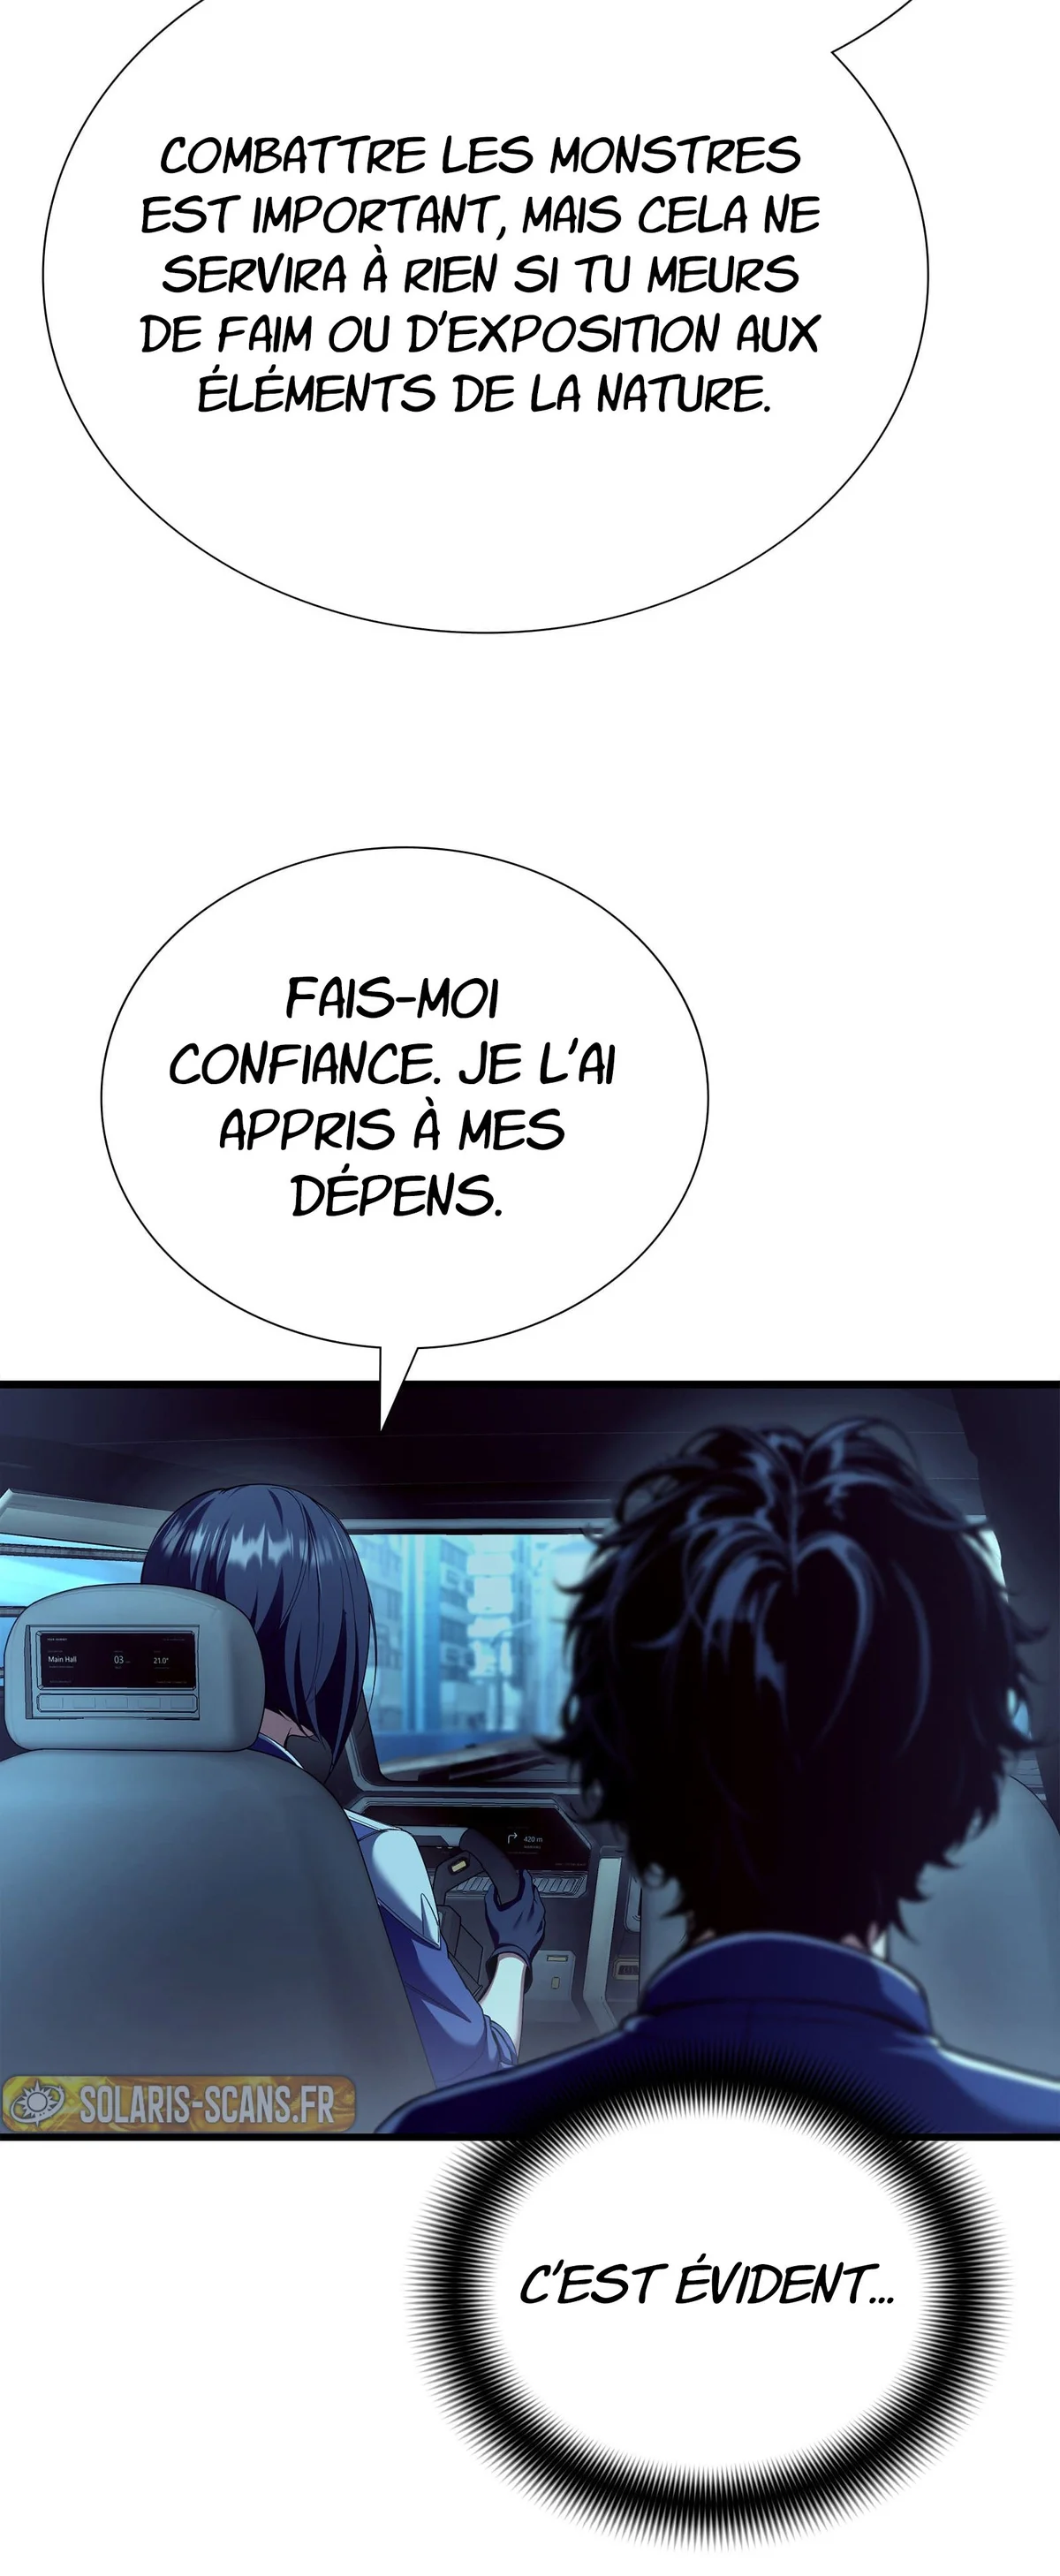 COMBATTRE LES MONSTRES
EST IMPORTANT, MAIS CELA NE
SERVIRA À RIEN SI TU MEURS
DE FAIM OU D'EXPOSITION AUX
ÉLÉMENTS DE LA NATURE.
FAIS-MOI
CONFIANCE. JE L'AI
APPRIS À MES
DÉPENS.
Main Hall 03 21.0°
420 m
SOLARIS-SCANS.FR
C'EST ÉVIDENT...